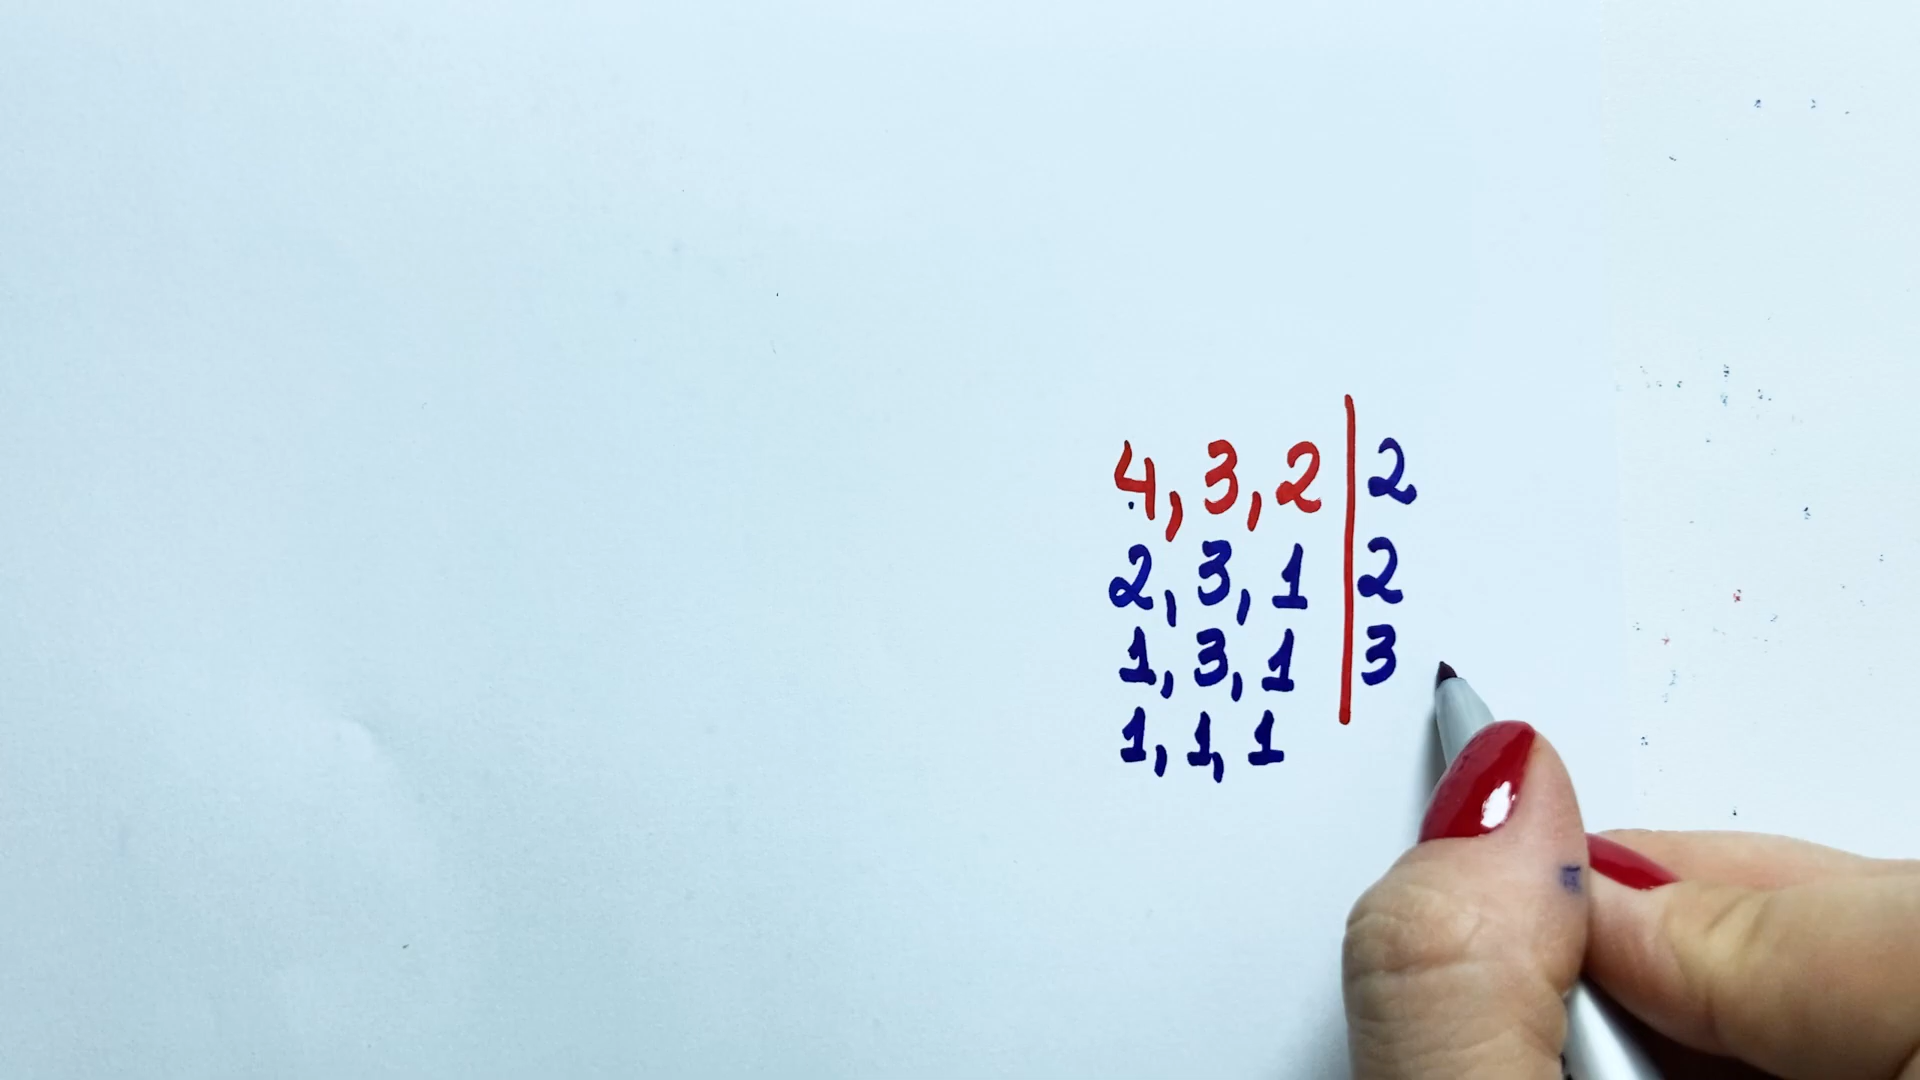 4, 3, 2 | 2
2, 3, 1 | 2
1, 3, 1 | 3
1, 1, 1